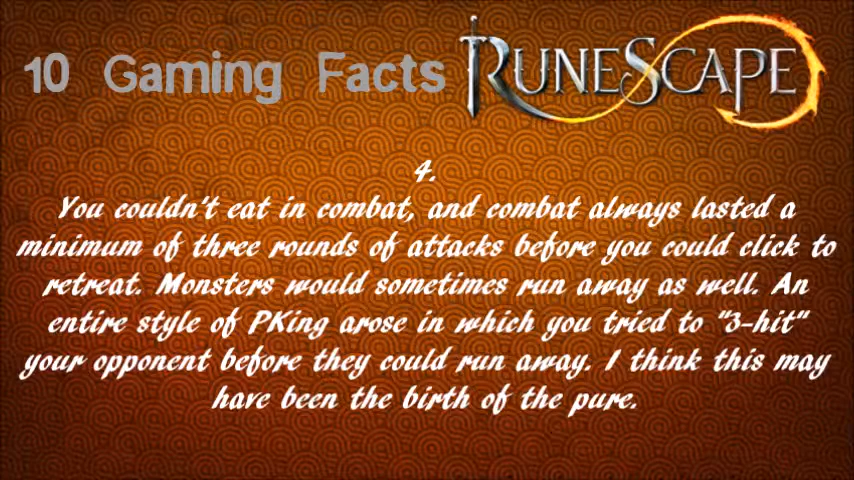 10 Gaming Facts RUNESCAPE
4.
You couldn't eat in combat, and combat always lasted a
minimum of three rounds of attacks before you could click to
retreat. Monsters would sometimes run away as well. An
entire style of PKing arose in which you tried to "3-hit"
your opponent before they could run away. I think this may
have been the birth of the pure.